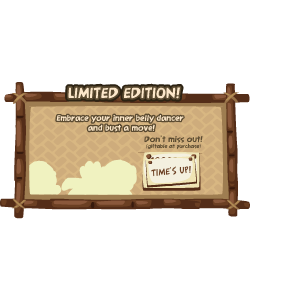 LIMITED EDITION!
Embrace your inner belly dancer
and bust a move!
Don't miss out!
(giftable at purchase)
TIME'S UP!